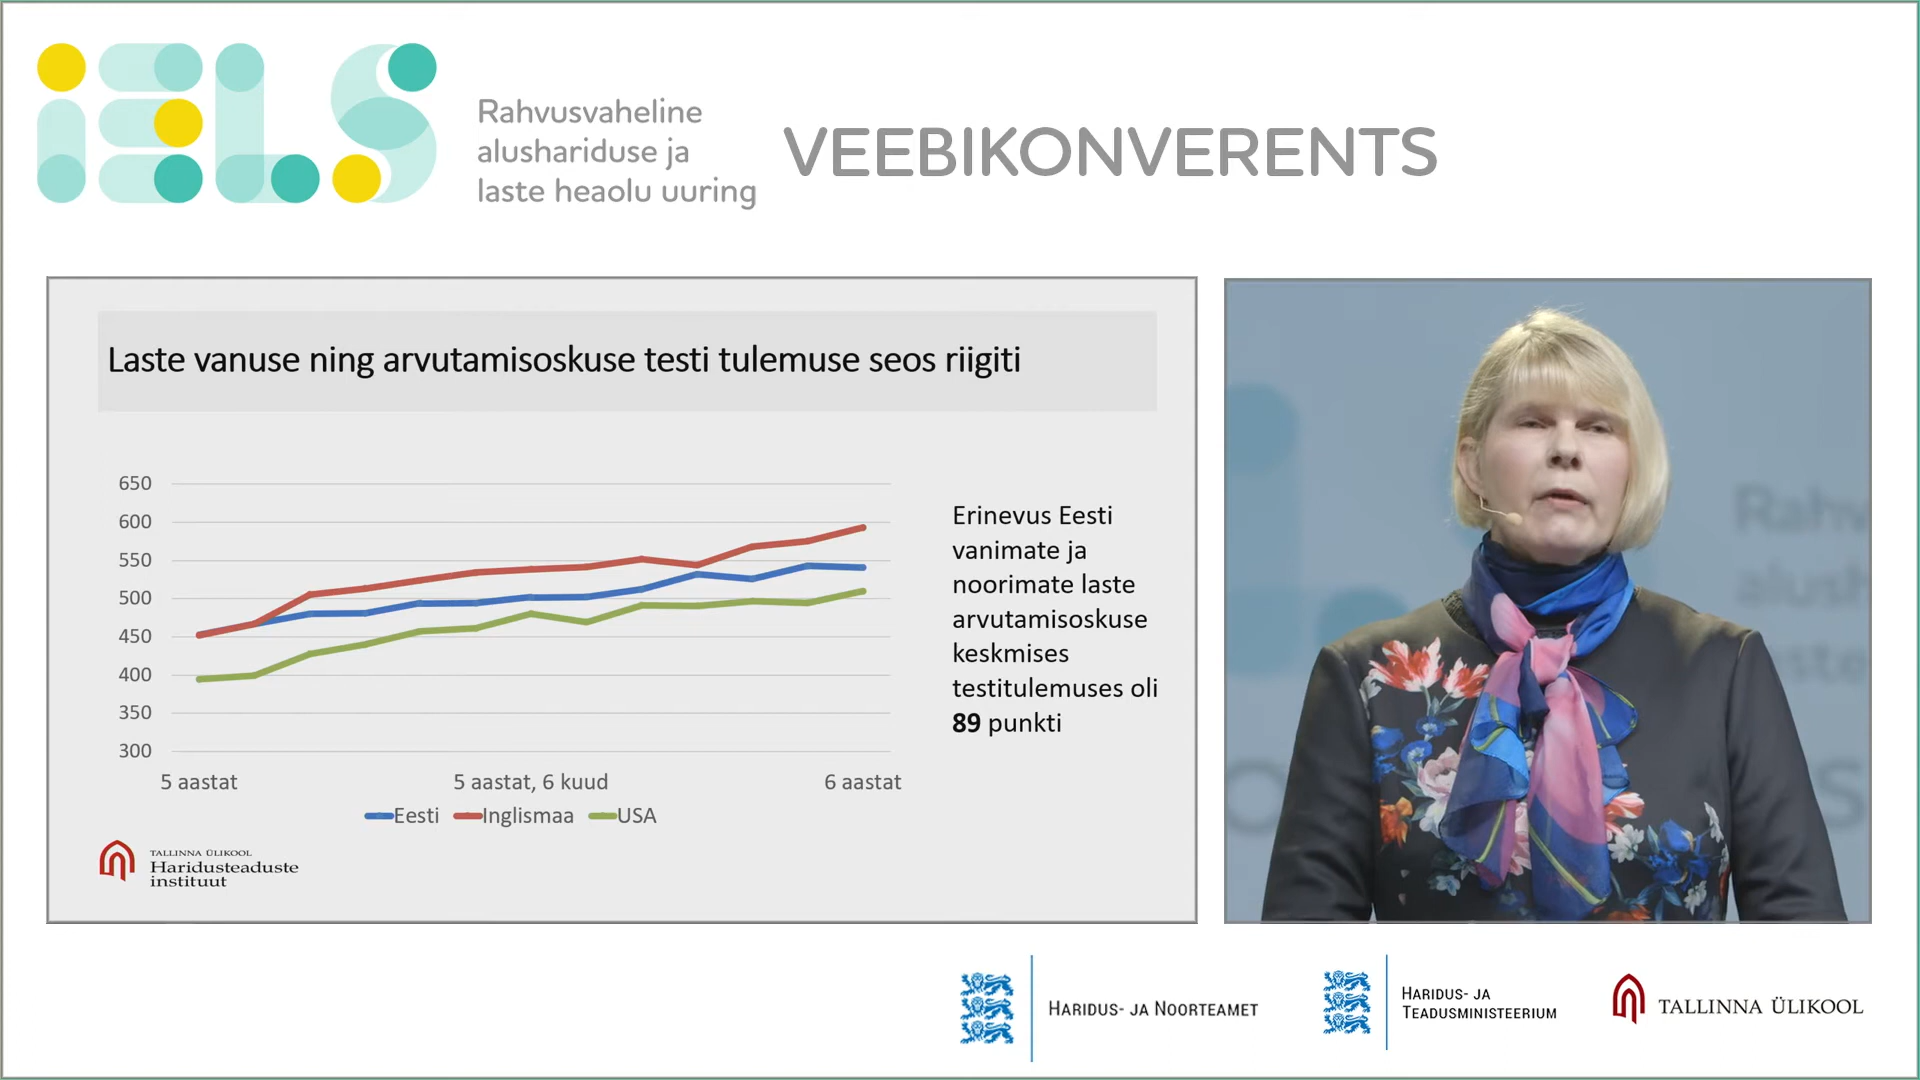 iELS
Rahvusvaheline
alushariduse ja
laste heaolu uuring
VEEBIKONVERENTS
Laste vanuse ning arvutamisoskuse testi tulemuse seos riigiti
650
600
550
500
450
400
350
300
5 aastat
5 aastat, 6 kuud
6 aastat
Eesti
Inglismaa
USA
Erinevus Eesti
vanimate ja
noorimate laste
arvutamisoskuse
keskmises
testitulemuses oli
89 punkti
TALLINNA ÜLIKOOL
Haridusteaduste
instituut
HARIDUS- JA NOORTEAMET
HARIDUS- JA
TEADUSMINISTEERIUM
TALLINNA ÜLIKOOL